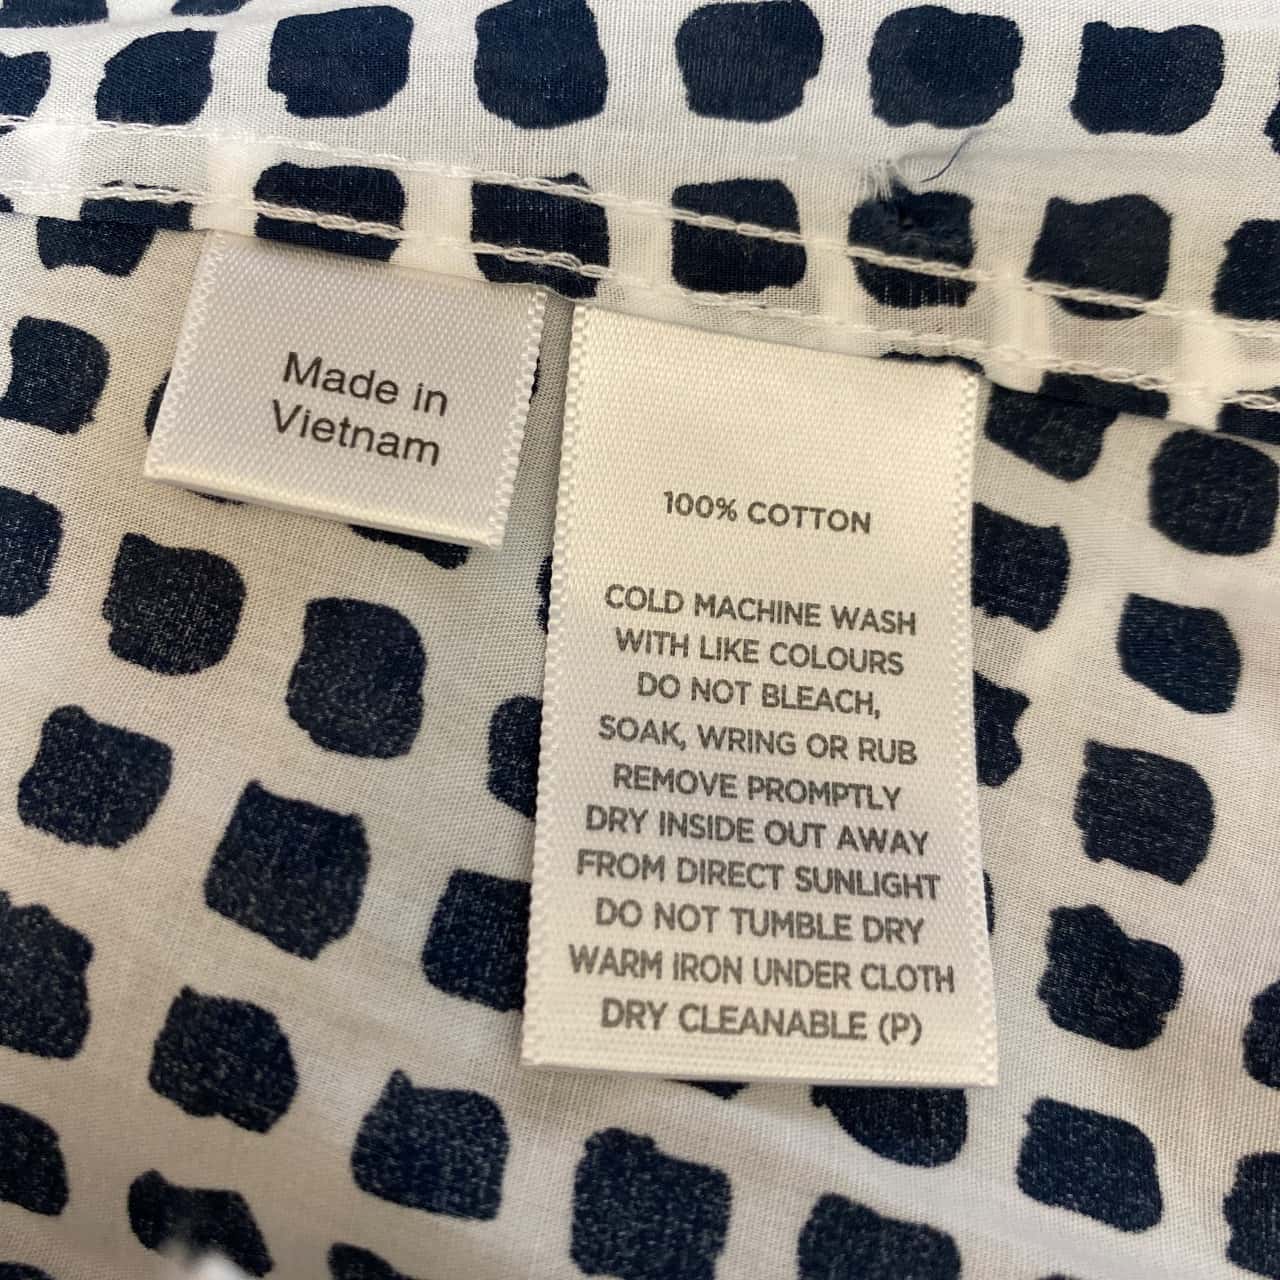 Made in
Vietnam
100% COTTON
COLD MACHINE WASH
WITH LIKE COLOURS
DO NOT BLEACH,
SOAK, WRING OR RUB
REMOVE PROMPTLY
DRY INSIDE OUT AWAY
FROM DIRECT SUNLIGHT
DO NOT TUMBLE DRY
WARM IRON UNDER CLOTH
DRY CLEANABLE (P)